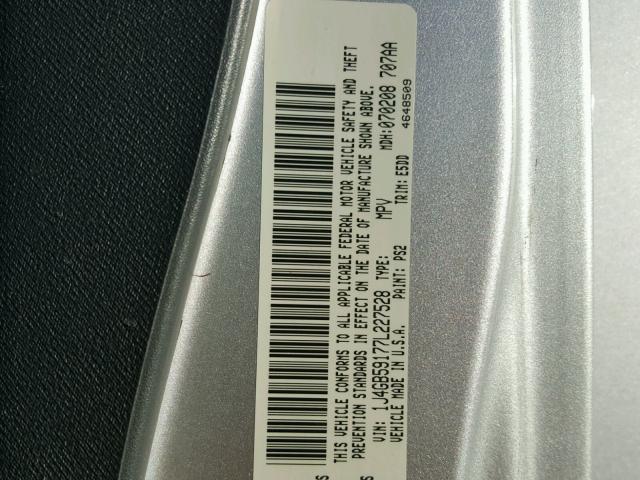 THIS VEHICLE CONFORMS TO ALL APPLICABLE FEDERAL MOTOR VEHICLE SAFETY AND THEFT
PREVENTION STANDARDS IN EFFECT ON THE DATE OF MANUFACTURE SHOWN ABOVE.
VIN: 1J4GB59177L227528 TYPE: MPV MDH: 070208 707AA
VEHICLE MADE IN U.S.A. PAINT: PS2 TRIM: E5DD 4648509